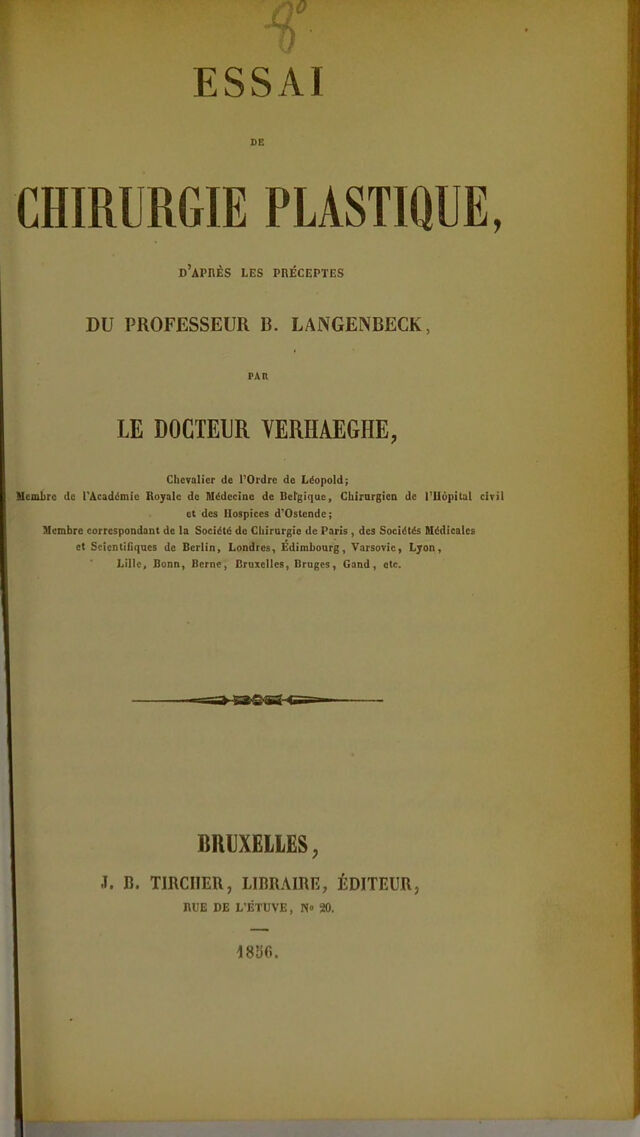 8°
ESSAI
DE
CHIRURGIE PLASTIQUE,
D'APRÈS LES PRÉCEPTES
DU PROFESSEUR B. LANGENBECK,
PAR
LE DOCTEUR VERHAEGHE,
Chevalier de l'Ordre de Léopold;
Membre de l'Académie Royale de Médecine de Belgique, Chirurgien de l'Hôpital civil
et des Hospices d'Ostende;
Membre correspondant de la Société de Chirurgie de Paris, des Sociétés Médicales
et Scientifiques de Berlin, Londres, Édimbourg, Varsovie, Lyon,
Lille, Bonn, Berne, Bruxelles, Bruges, Gand, etc.
BRUXELLES,
J. B. TIRCHER, LIBRAIRE, ÉDITEUR,
RUE DE L'ÉTUVE, No 20.
1856.